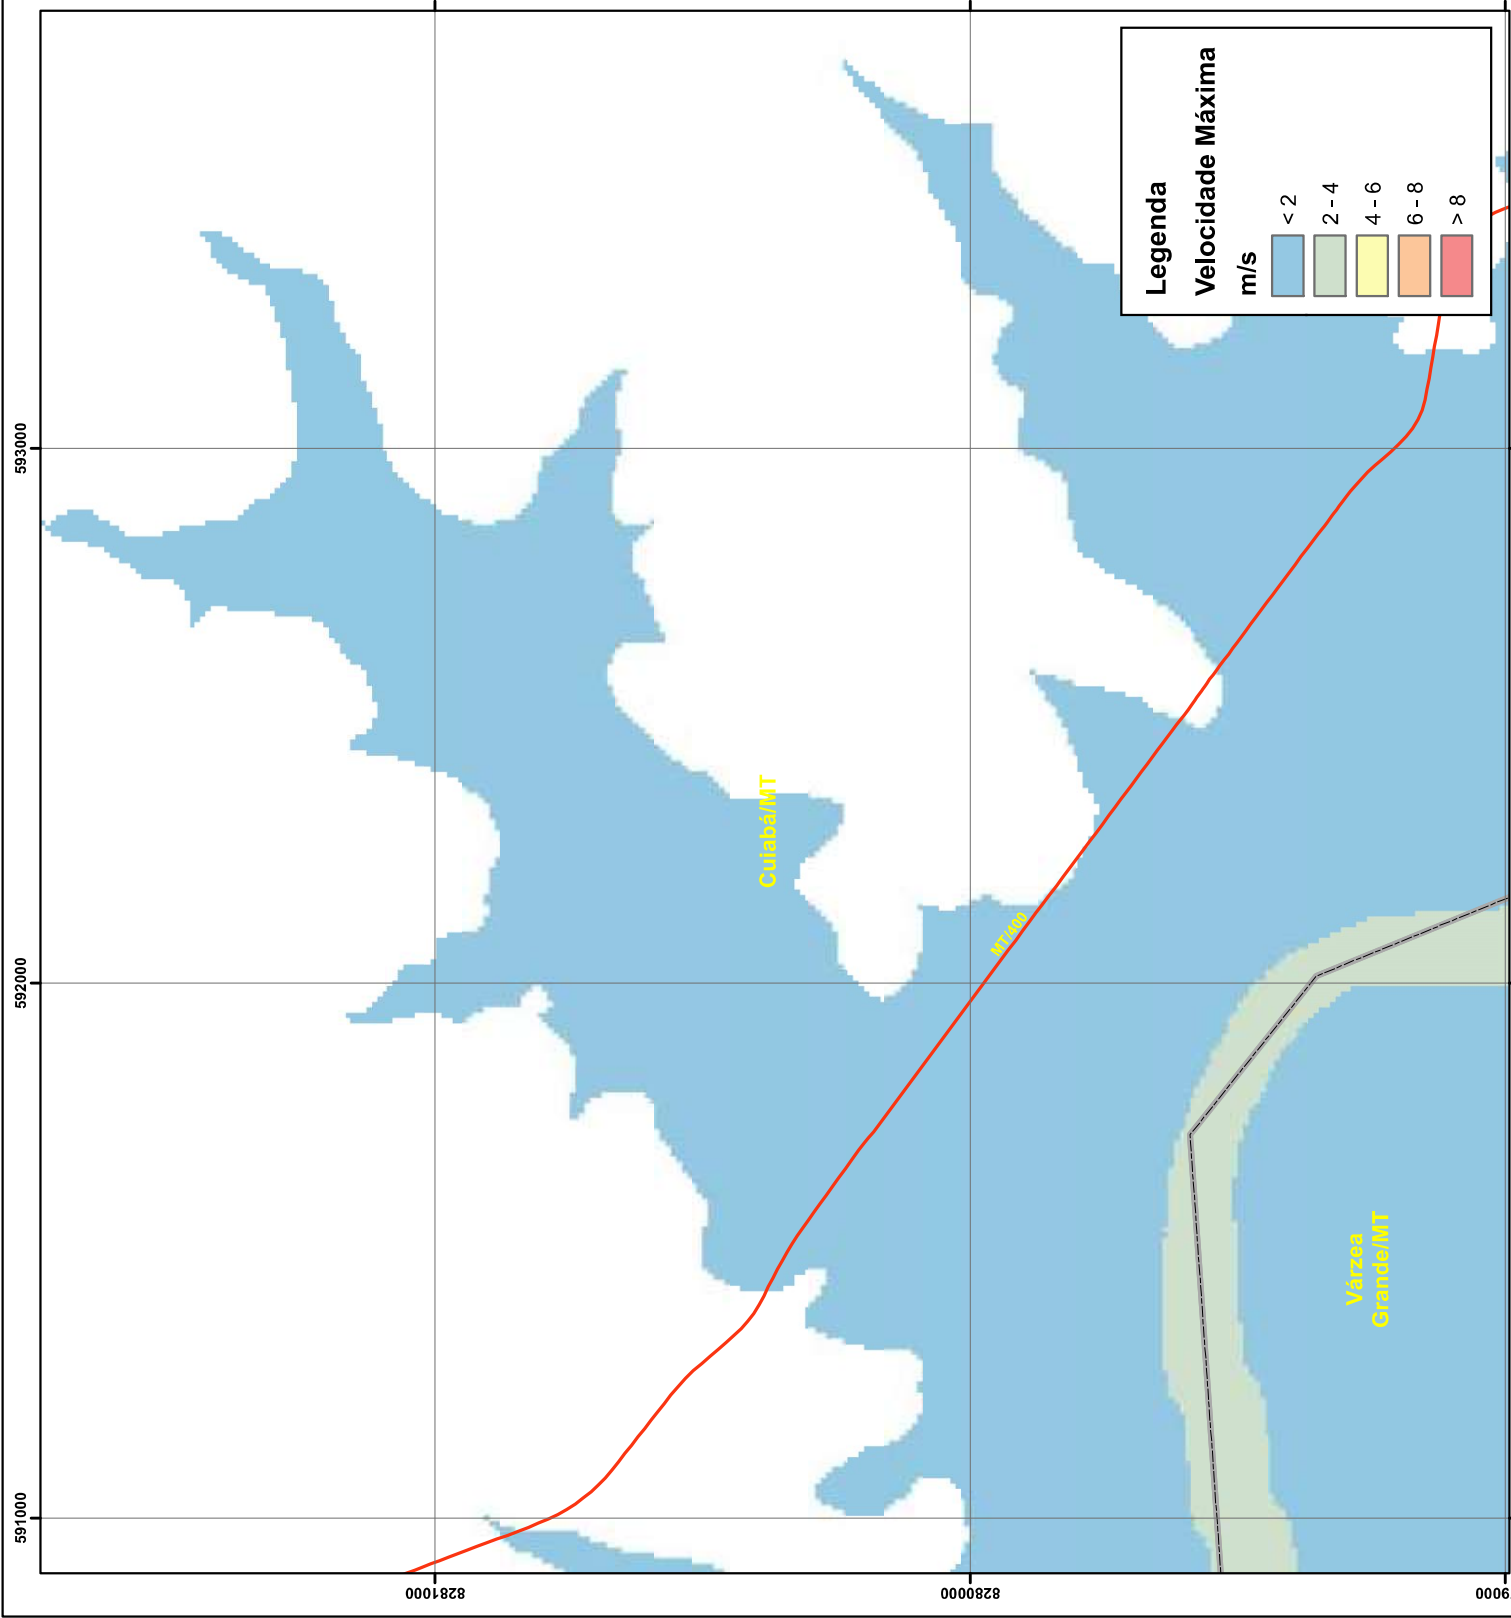 Legenda
Velocidade Máxima
m/s
< 2
2 - 4
4 - 6
6 - 8
> 8
593000
592000
591000
8281000
8280000
9000
Cuiabá/MT
MT/400
Várzea
Grande/MT